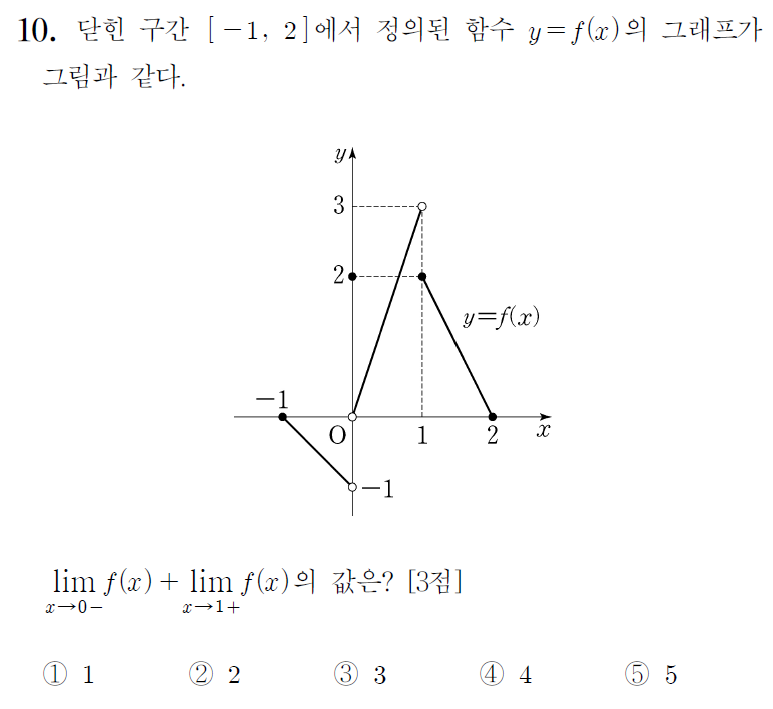 10. 닫힌 구간 [-1, 2]에서 정의된 함수 y=f(x)의 그래프가
그림과 같다.
y
3
2
y=f(x)
-1
O
1
2
x
-1
lim f(x)+ lim f(x)의 값은? [3점]
x→0- x→1+
① 1 ② 2 ③ 3 ④ 4 ⑤ 5